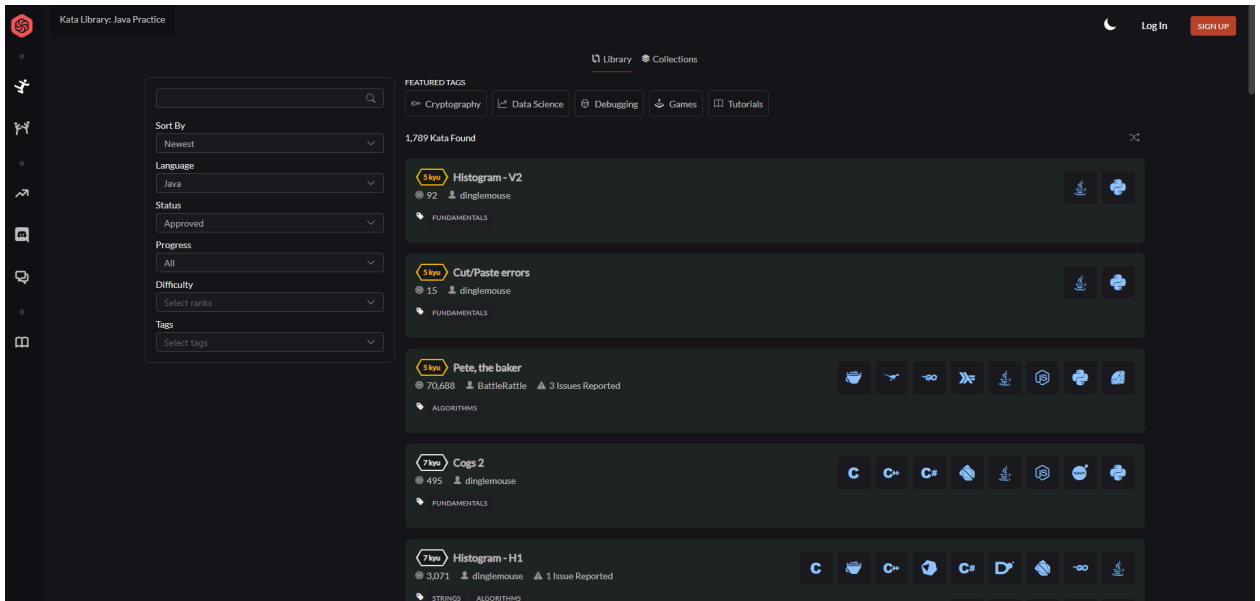 Kata Library: Java Practice
Log In
SIGN UP
Library
Collections
Sort By
Newest
Language
Java
Status
Approved
Progress
All
Difficulty
Select ranks
Tags
Select tags
FEATURED TAGS
Cryptography
Data Science
Debugging
Games
Tutorials
1,789 Kata Found
5 kyu Histogram - V2
92 dinglemouse
FUNDAMENTALS
5 kyu Cut/Paste errors
15 dinglemouse
FUNDAMENTALS
5 kyu Pete, the baker
70,688 BattleRattle 3 Issues Reported
GO JS
ALGORITHMS
7 kyu Cogs 2
495 dinglemouse
C C++ C# JS
FUNDAMENTALS
7 kyu Histogram - H1
3,071 dinglemouse 1 Issue Reported
C C++ C# D GO
STRINGS ALGORITHMS